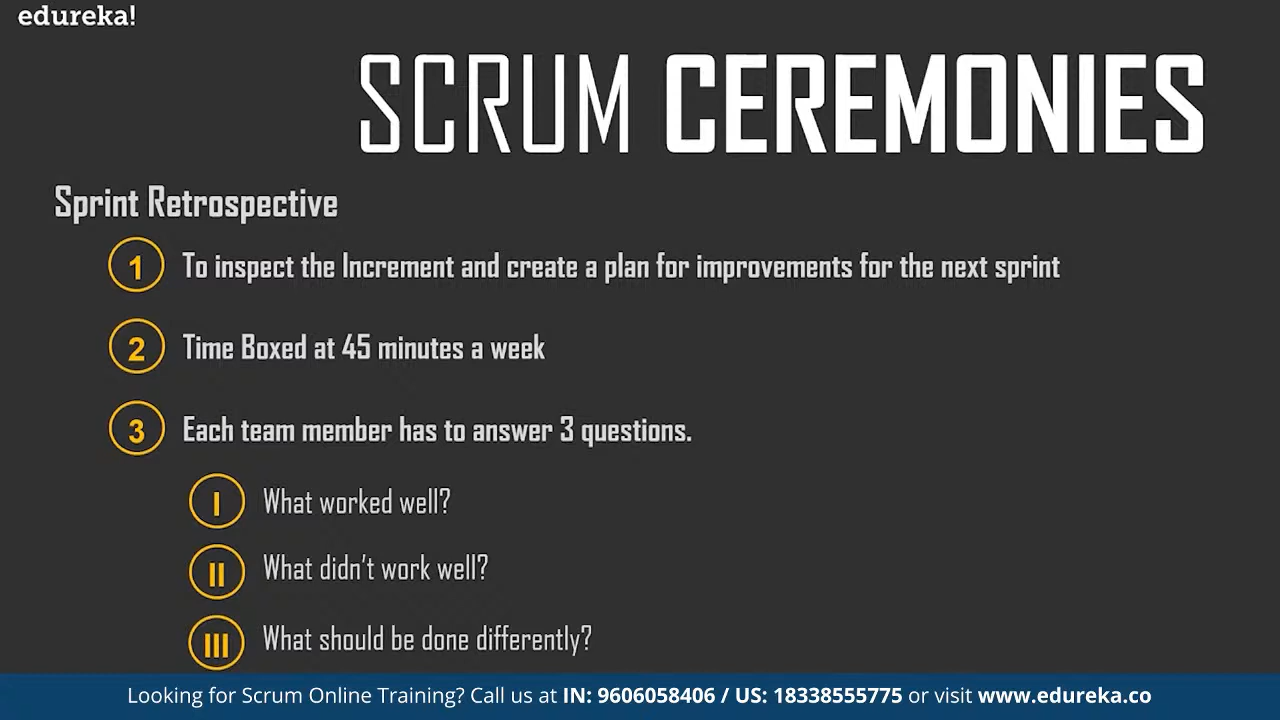 edureka!
SCRUM CEREMONIES
Sprint Retrospective
1 To inspect the Increment and create a plan for improvements for the next sprint
2 Time Boxed at 45 minutes a week
3 Each team member has to answer 3 questions.
I What worked well?
II What didn't work well?
III What should be done differently?
Looking for Scrum Online Training? Call us at IN: 9606058406 / US: 18338555775 or visit www.edureka.co